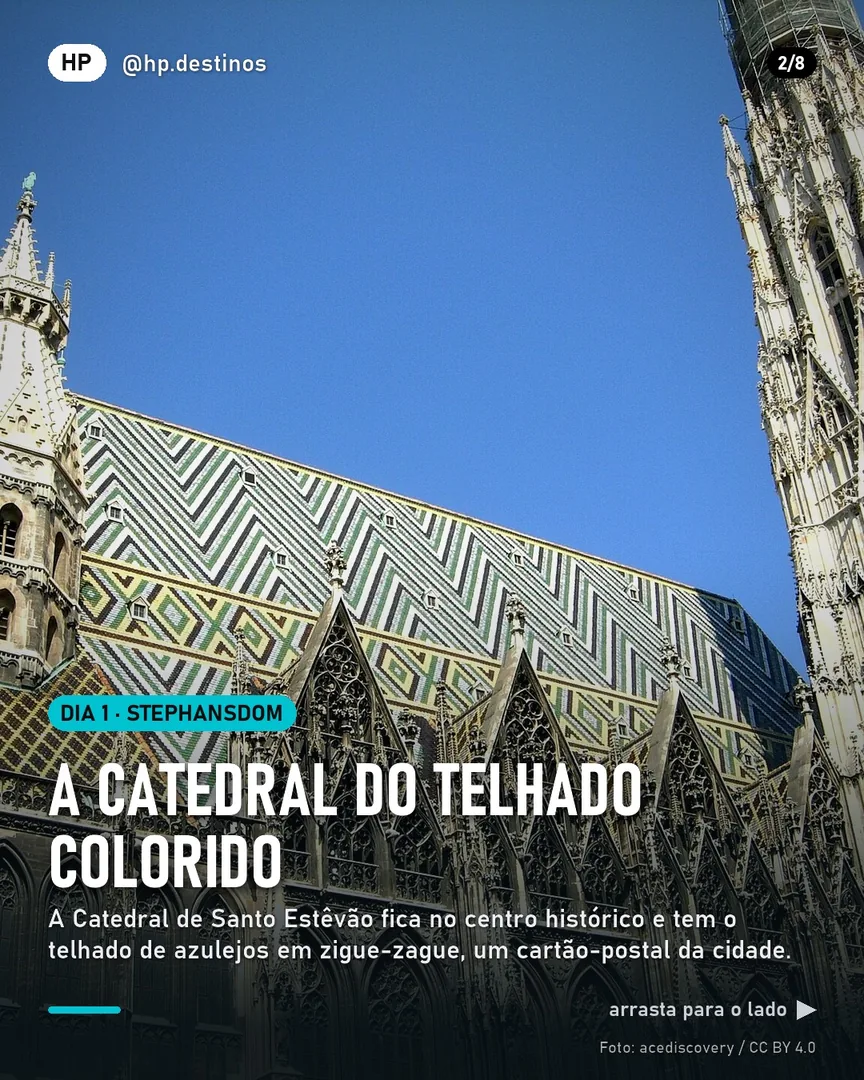 HP @hp.destinos
2/8
DIA 1 · STEPHANSDOM
A CATEDRAL DO TELHADO
COLORIDO
A Catedral de Santo Estêvão fica no centro histórico e tem o
telhado de azulejos em zigue-zague, um cartão-postal da cidade.
arrasta para o lado ▶
Foto: acediscovery / CC BY 4.0